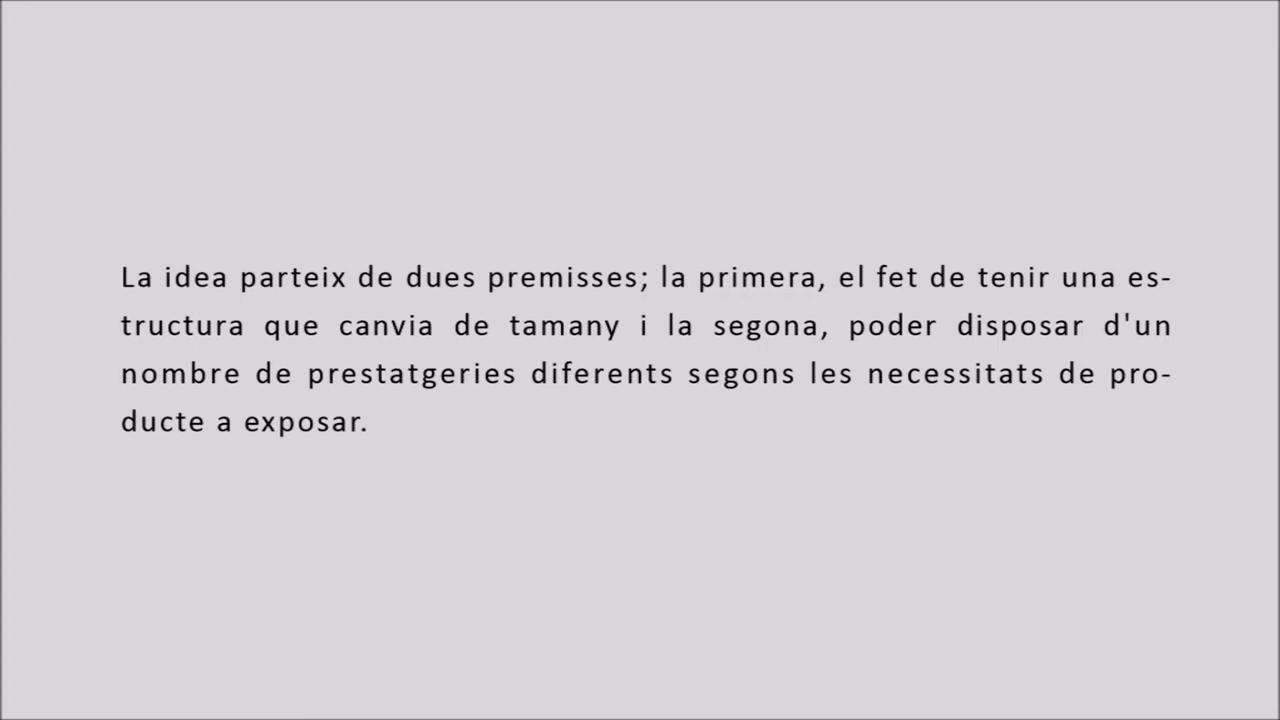 La idea parteix de dues premisses; la primera, el fet de tenir una es-
tructura que canvia de tamany i la segona, poder disposar d'un
nombre de prestatgeries diferents segons les necessitats de pro-
ducte a exposar.